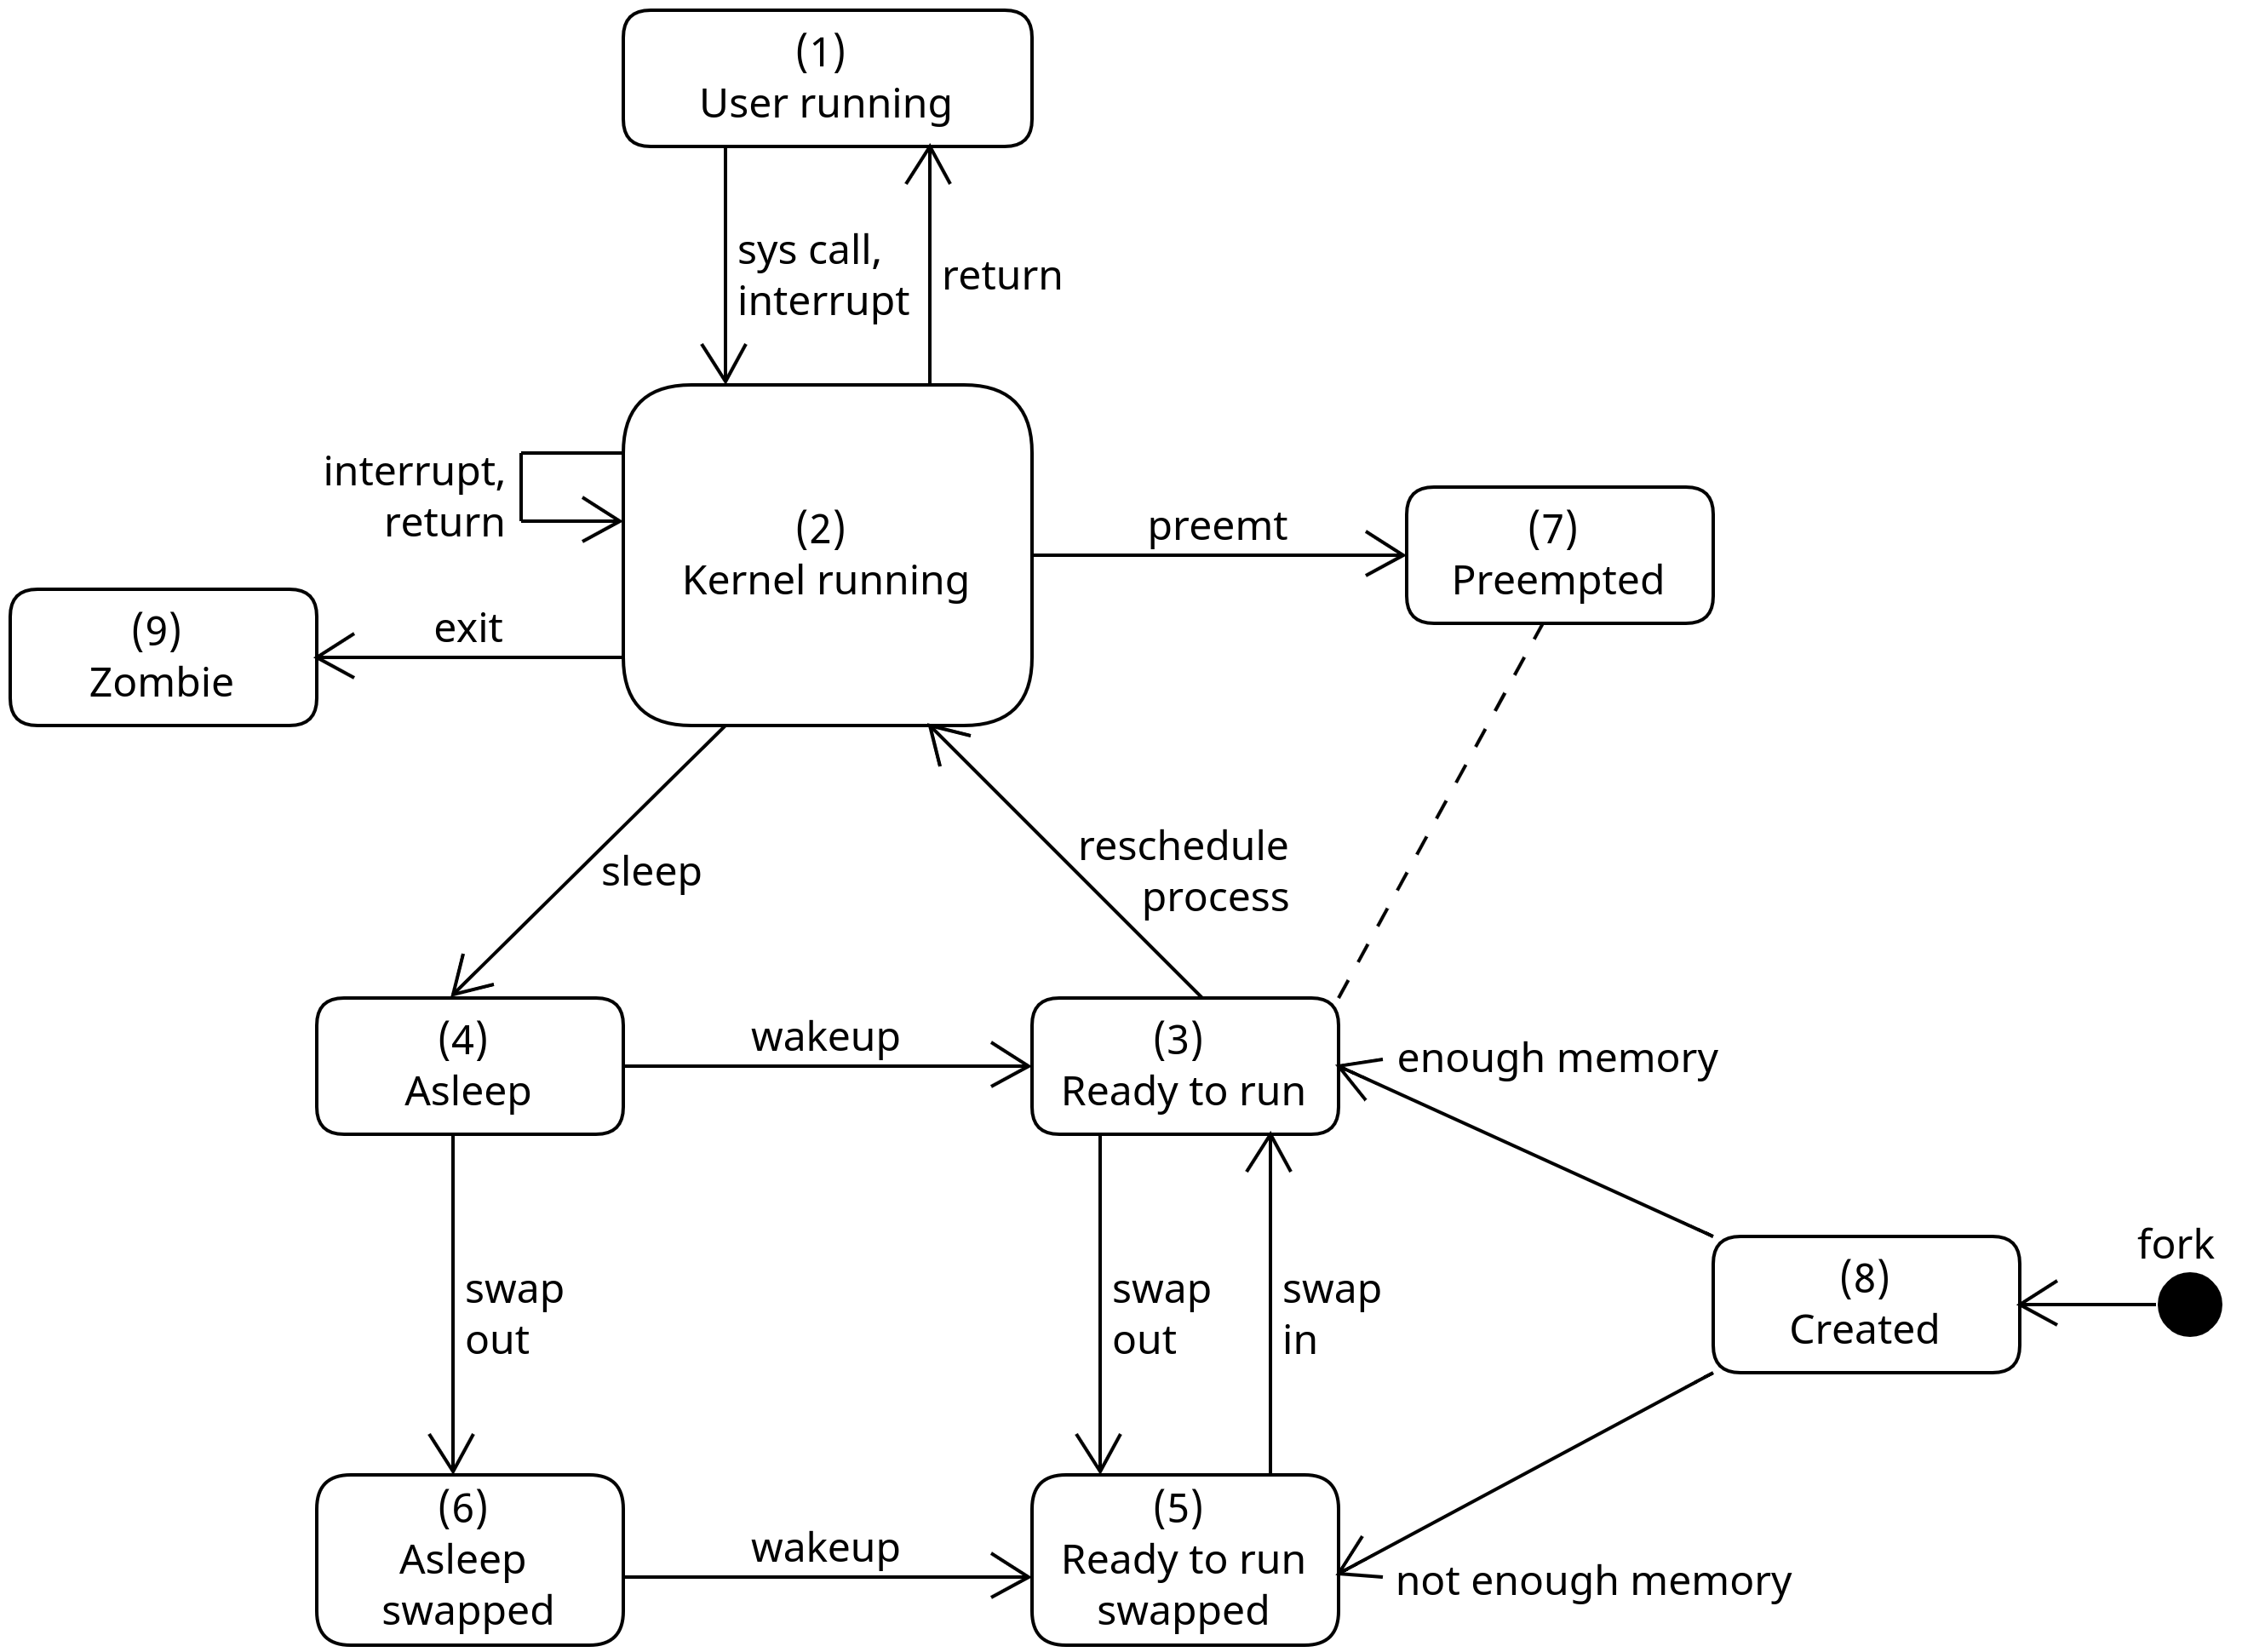 (1)
User running
sys call,
interrupt
return
interrupt,
return
(2)
Kernel running
preemt
(7)
Preempted
(9)
Zombie
exit
sleep
reschedule
process
(4)
Asleep
wakeup
(3)
Ready to run
enough memory
swap
out
swap
out
swap
in
fork
(8)
Created
(6)
Asleep
swapped
wakeup
(5)
Ready to run
swapped
not enough memory